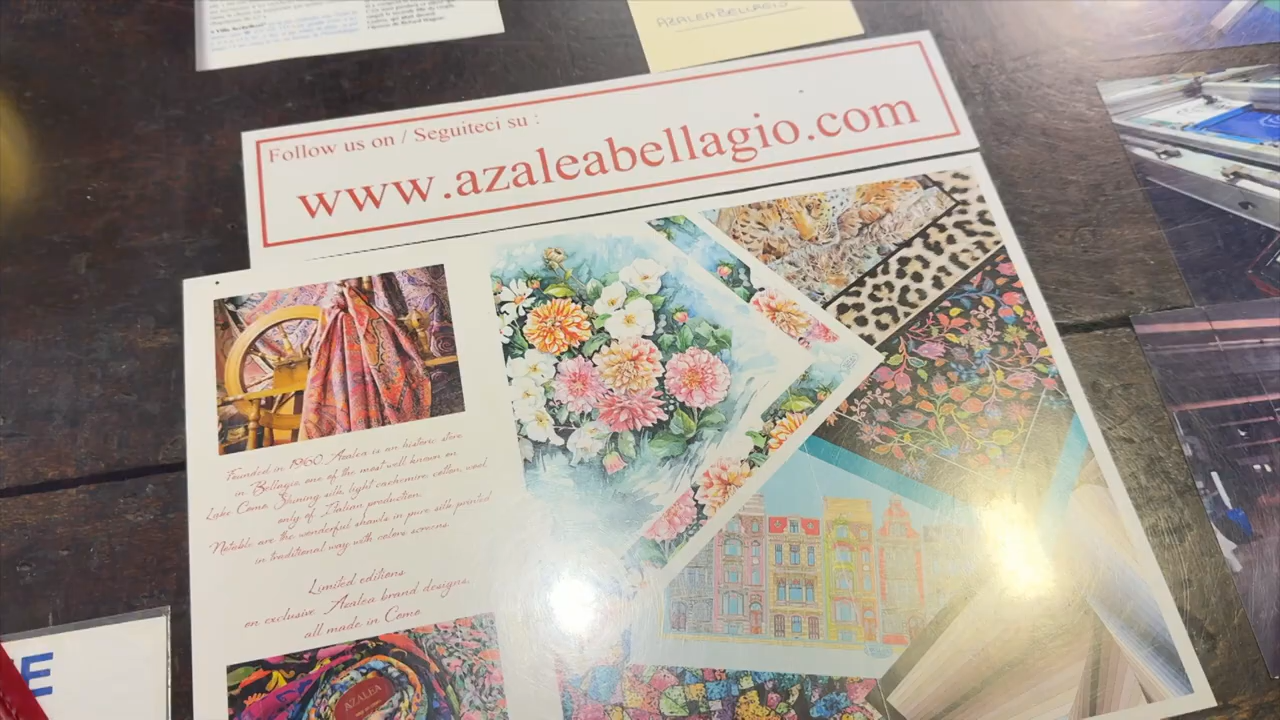 AZALEABELLAGIO
Follow us on / Seguiteci su :
www.azaleabellagio.com
Founded in 1960, Azalea is an historic store
in Bellagio, one of the most well known on
Lake Como. Shining silk, light cachemire, cotton, wool
only of Italian production.
Notable are the wonderful shawls in pure silk printed
in traditional way with colore screens.
Limited editions
on exclusive Azalea brand designs,
all made in Como
AZALEA
E